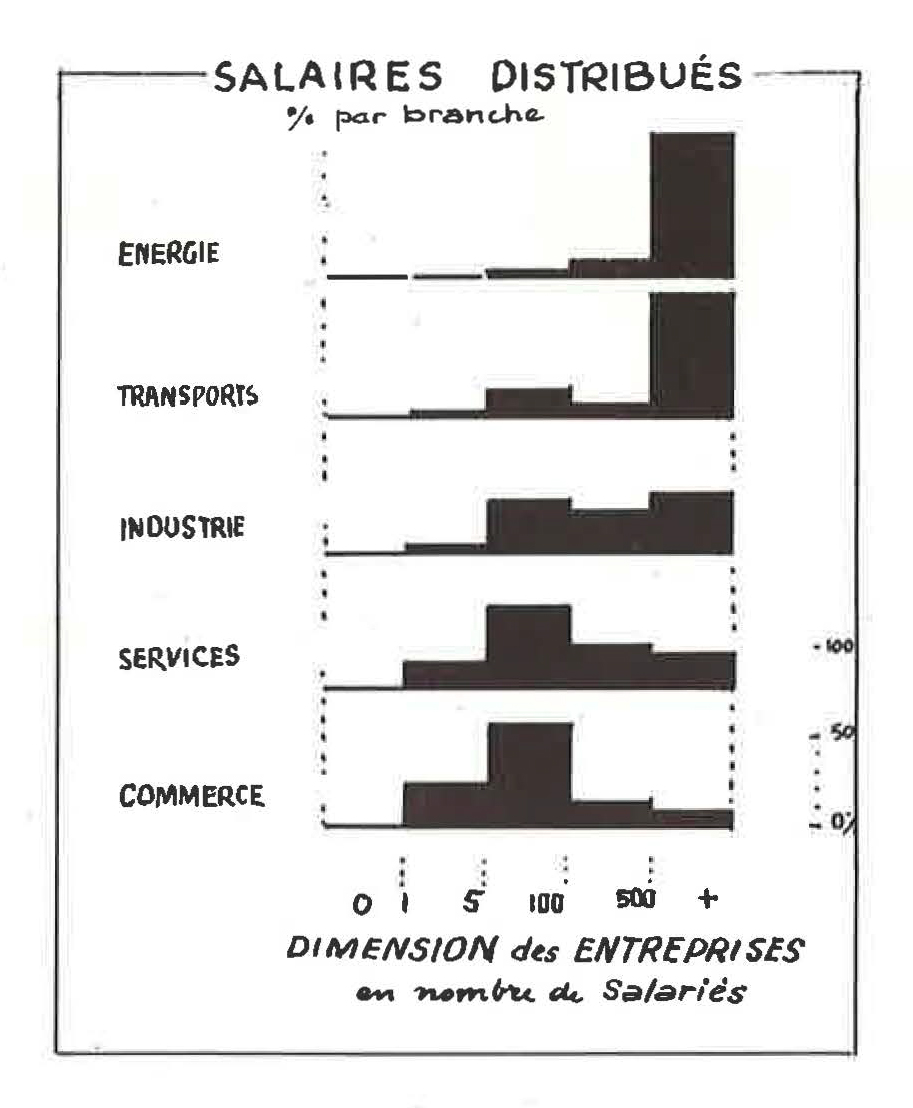 SALAIRES DISTRIBUÉS
% par branche
ENERGIE
TRANSPORTS
INDUSTRIE
SERVICES
COMMERCE
100
50
0%
0 1 5 100 500 +
DIMENSION des ENTREPRISES
en nombre de Salariés